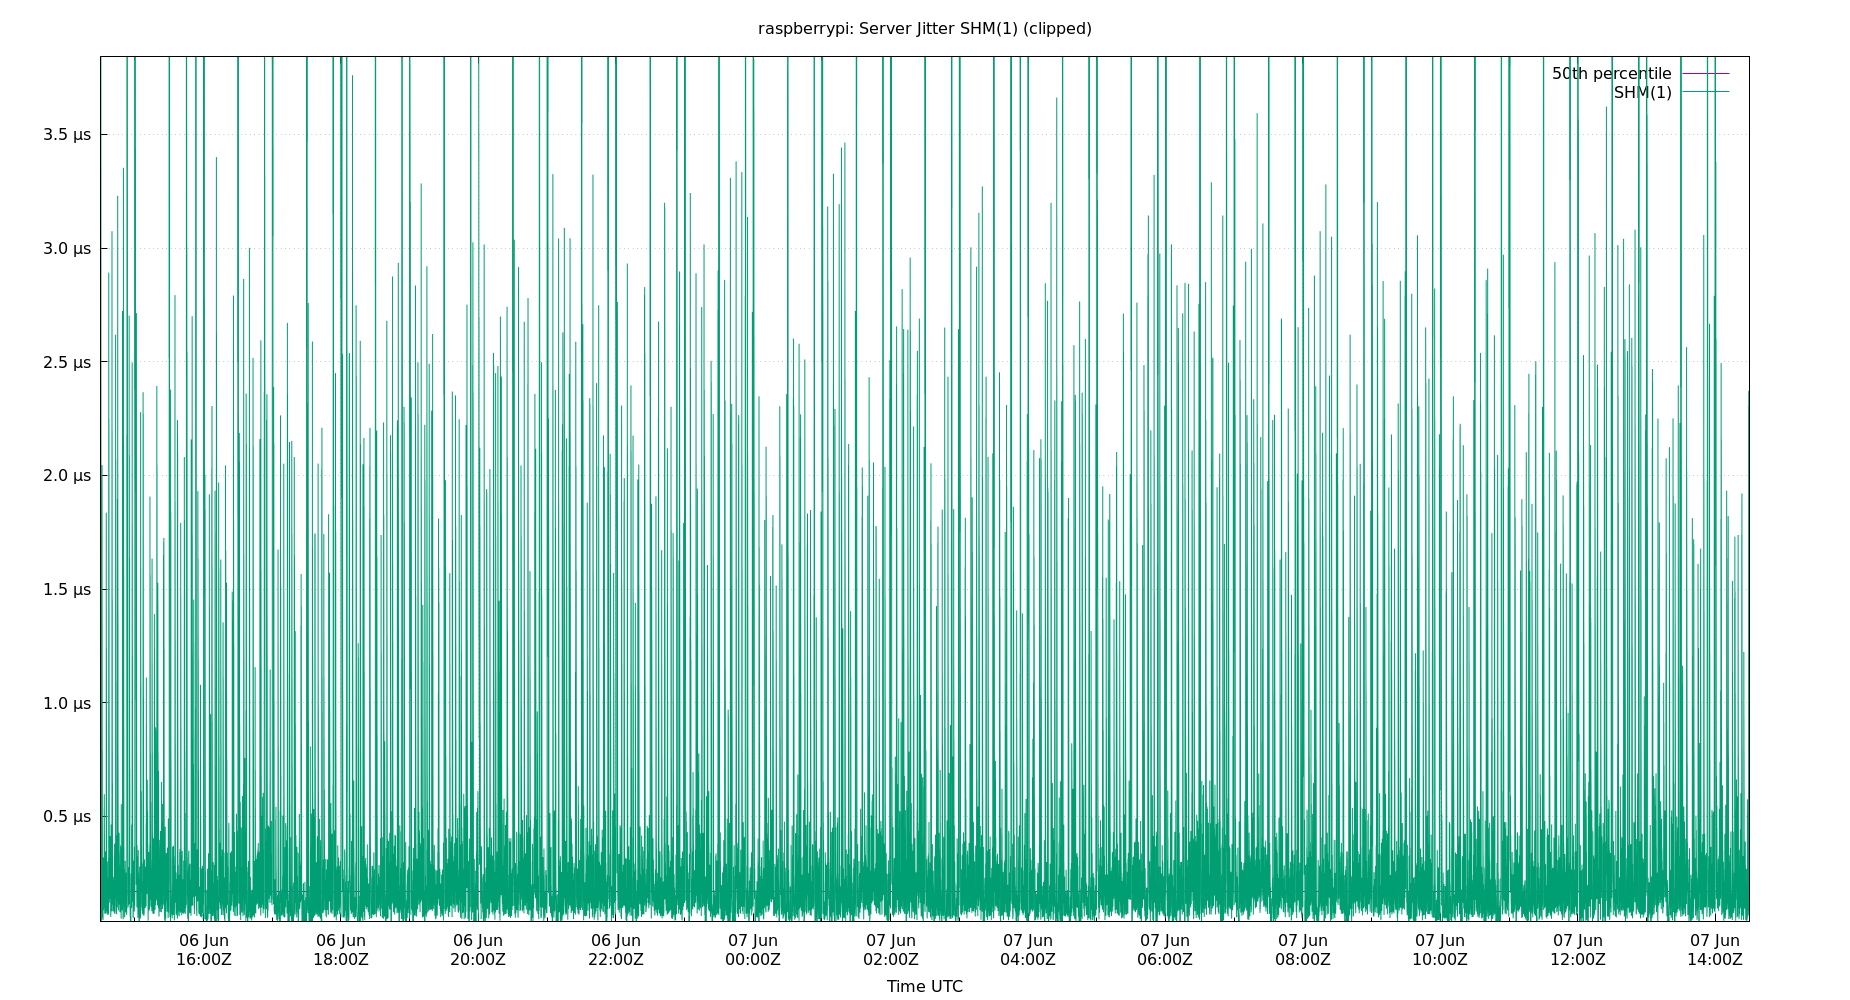 raspberrypi: Server Jitter SHM(1) (clipped)
50th percentile
SHM(1)
3.5 µs
3.0 µs
2.5 µs
2.0 µs
1.5 µs
1.0 µs
0.5 µs
06 Jun 06 Jun 06 Jun 06 Jun 07 Jun 07 Jun 07 Jun 07 Jun 07 Jun 07 Jun 07 Jun 07 Jun
16:00Z 18:00Z 20:00Z 22:00Z 00:00Z 02:00Z 04:00Z 06:00Z 08:00Z 10:00Z 12:00Z 14:00Z
Time UTC